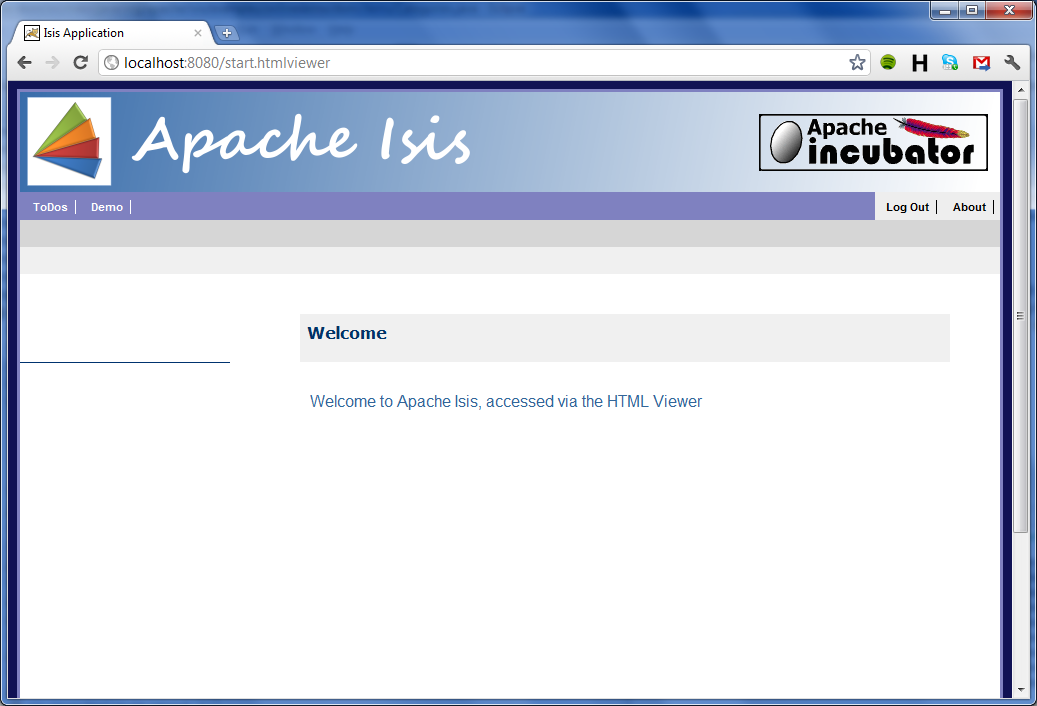 Isis Application
localhost:8080/start.htmlviewer
H
Apache Isis
Apache
incubator
ToDos
Demo
Log Out
About
Welcome
Welcome to Apache Isis, accessed via the HTML Viewer